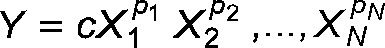 Y = cX_1^{p_1} X_2^{p_2} ,..., X_N^{p_N}